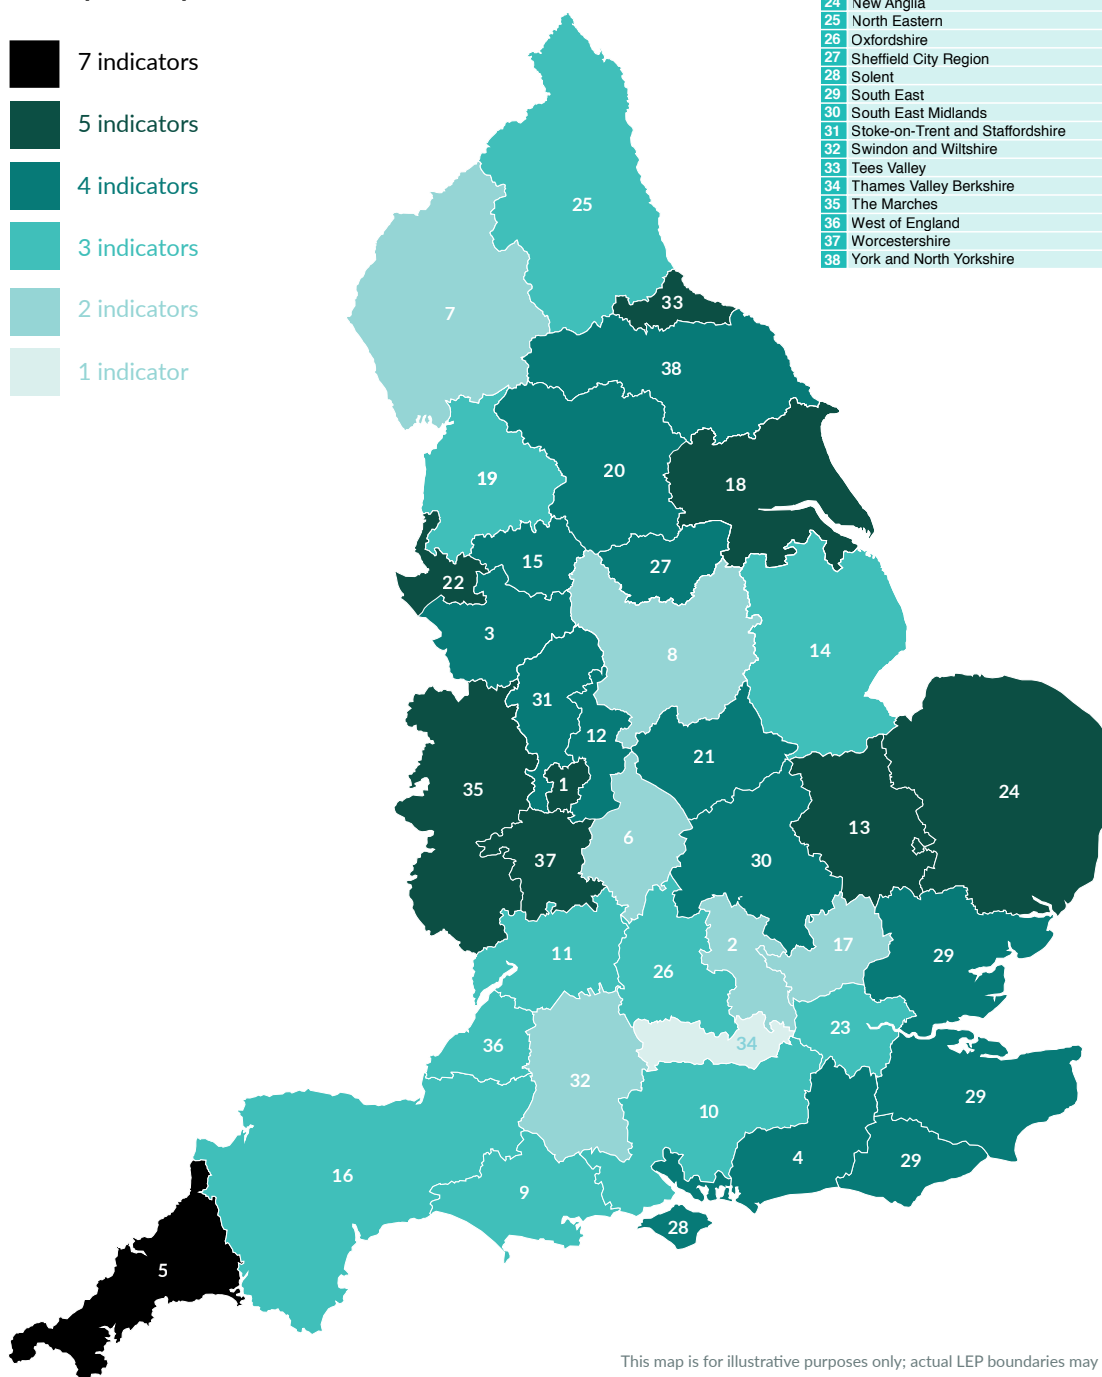 7 indicators
5 indicators
4 indicators
3 indicators
2 indicators
1 indicator
24 New Anglia
25 North Eastern
26 Oxfordshire
27 Sheffield City Region
28 Solent
29 South East
30 South East Midlands
31 Stoke-on-Trent and Staffordshire
32 Swindon and Wiltshire
33 Tees Valley
34 Thames Valley Berkshire
35 The Marches
36 West of England
37 Worcestershire
38 York and North Yorkshire
25
7
33
38
19
20
18
15
27
22
3
8
14
31
12
21
35
1
24
13
6
37
30
11
26
2
17
29
36
34
23
32
10
29
16
9
4
29
28
5
This map is for illustrative purposes only; actual LEP boundaries may